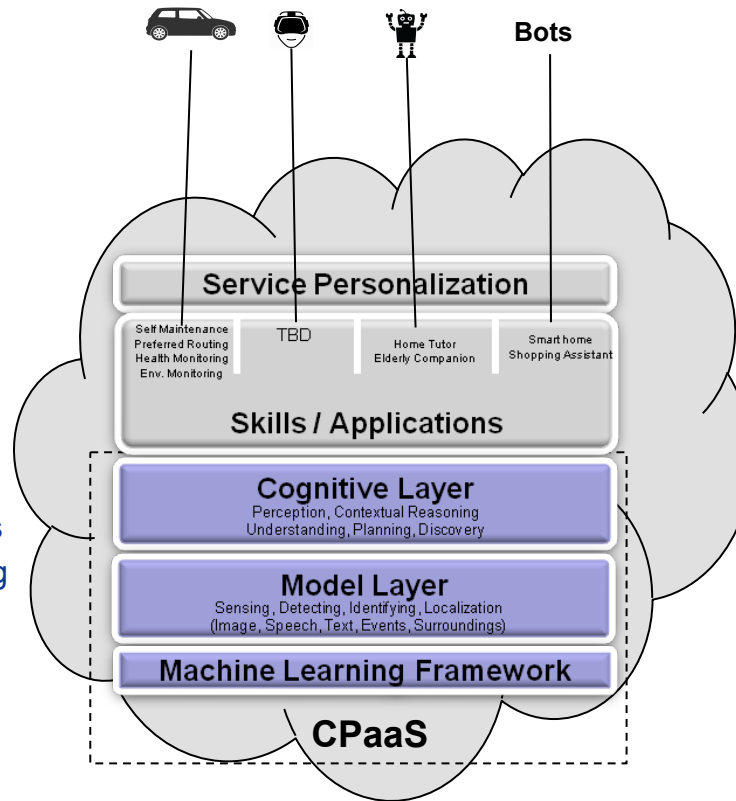 Bots
Service Personalization
Self Maintenance
Preferred Routing
Health Monitoring
Env. Monitoring
TBD
Home Tutor
Elderly Companion
Smart home
Shopping Assistant
Skills / Applications
Cognitive Layer
Perception, Contextual Reasoning
Understanding, Planning, Discovery
s
g
Model Layer
Sensing, Detecting, Identifying, Localization
(Image, Speech, Text, Events, Surroundings)
Machine Learning Framework
CPaaS